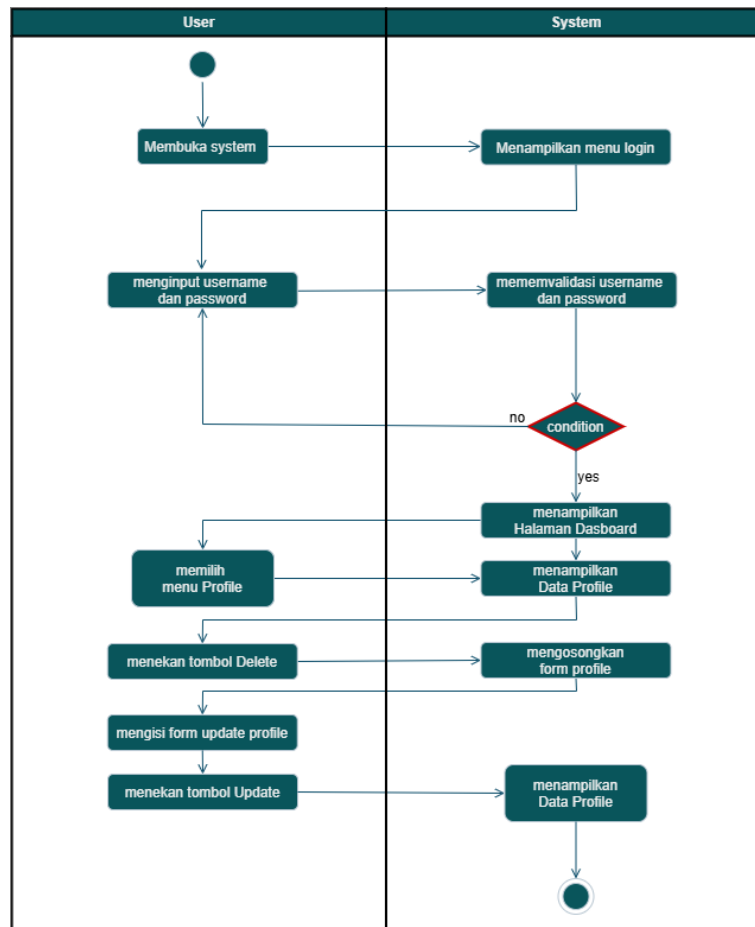 User
System
Membuka system
Menampilkan menu login
menginput username
dan password
mememvalidasi username
dan password
no
condition
yes
menampilkan
Halaman Dasboard
memilih
menu Profile
menampilkan
Data Profile
menekan tombol Delete
mengosongkan
form profile
mengisi form update profile
menekan tombol Update
menampilkan
Data Profile